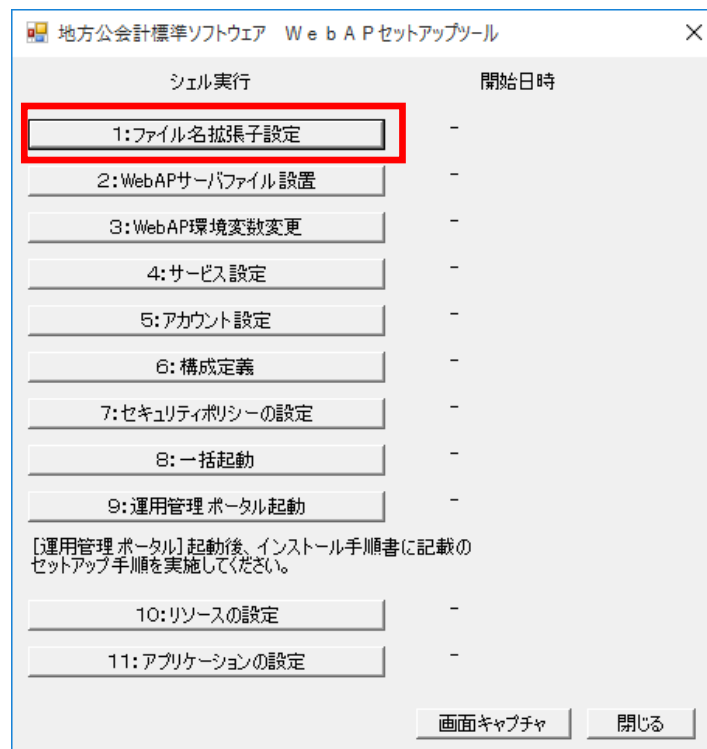 地方公会計標準ソフトウェア　ＷｅｂＡＰセットアップツール
シェル実行 開始日時
1:ファイル名拡張子設定 -
2:WebAPサーバファイル設置 -
3:WebAP環境変数変更 -
4:サービス設定 -
5:アカウント設定 -
6:構成定義 -
7:セキュリティポリシーの設定 -
8:一括起動 -
9:運用管理ポータル起動 -
[運用管理ポータル]起動後、インストール手順書に記載の
セットアップ手順を実施してください。
10:リソースの設定 -
11:アプリケーションの設定 -
画面キャプチャ 閉じる